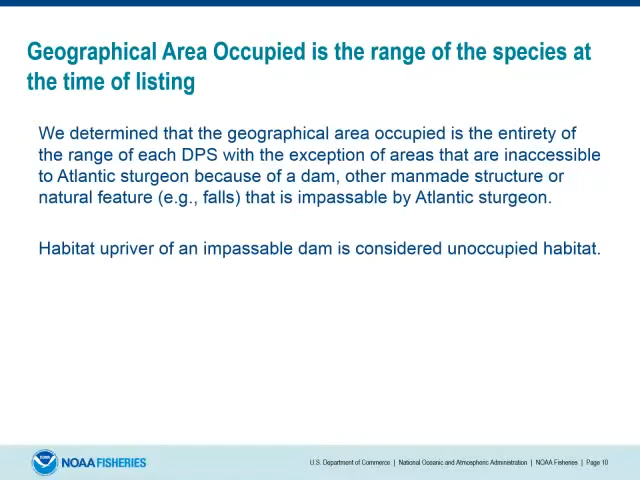 Geographical Area Occupied is the range of the species at
the time of listing
We determined that the geographical area occupied is the entirety of
the range of each DPS with the exception of areas that are inaccessible
to Atlantic sturgeon because of a dam, other manmade structure or
natural feature (e.g., falls) that is impassable by Atlantic sturgeon.
Habitat upriver of an impassable dam is considered unoccupied habitat.
NOAA FISHERIES
U.S. Department of Commerce | National Oceanic and Atmospheric Administration | NOAA Fisheries | Page 10